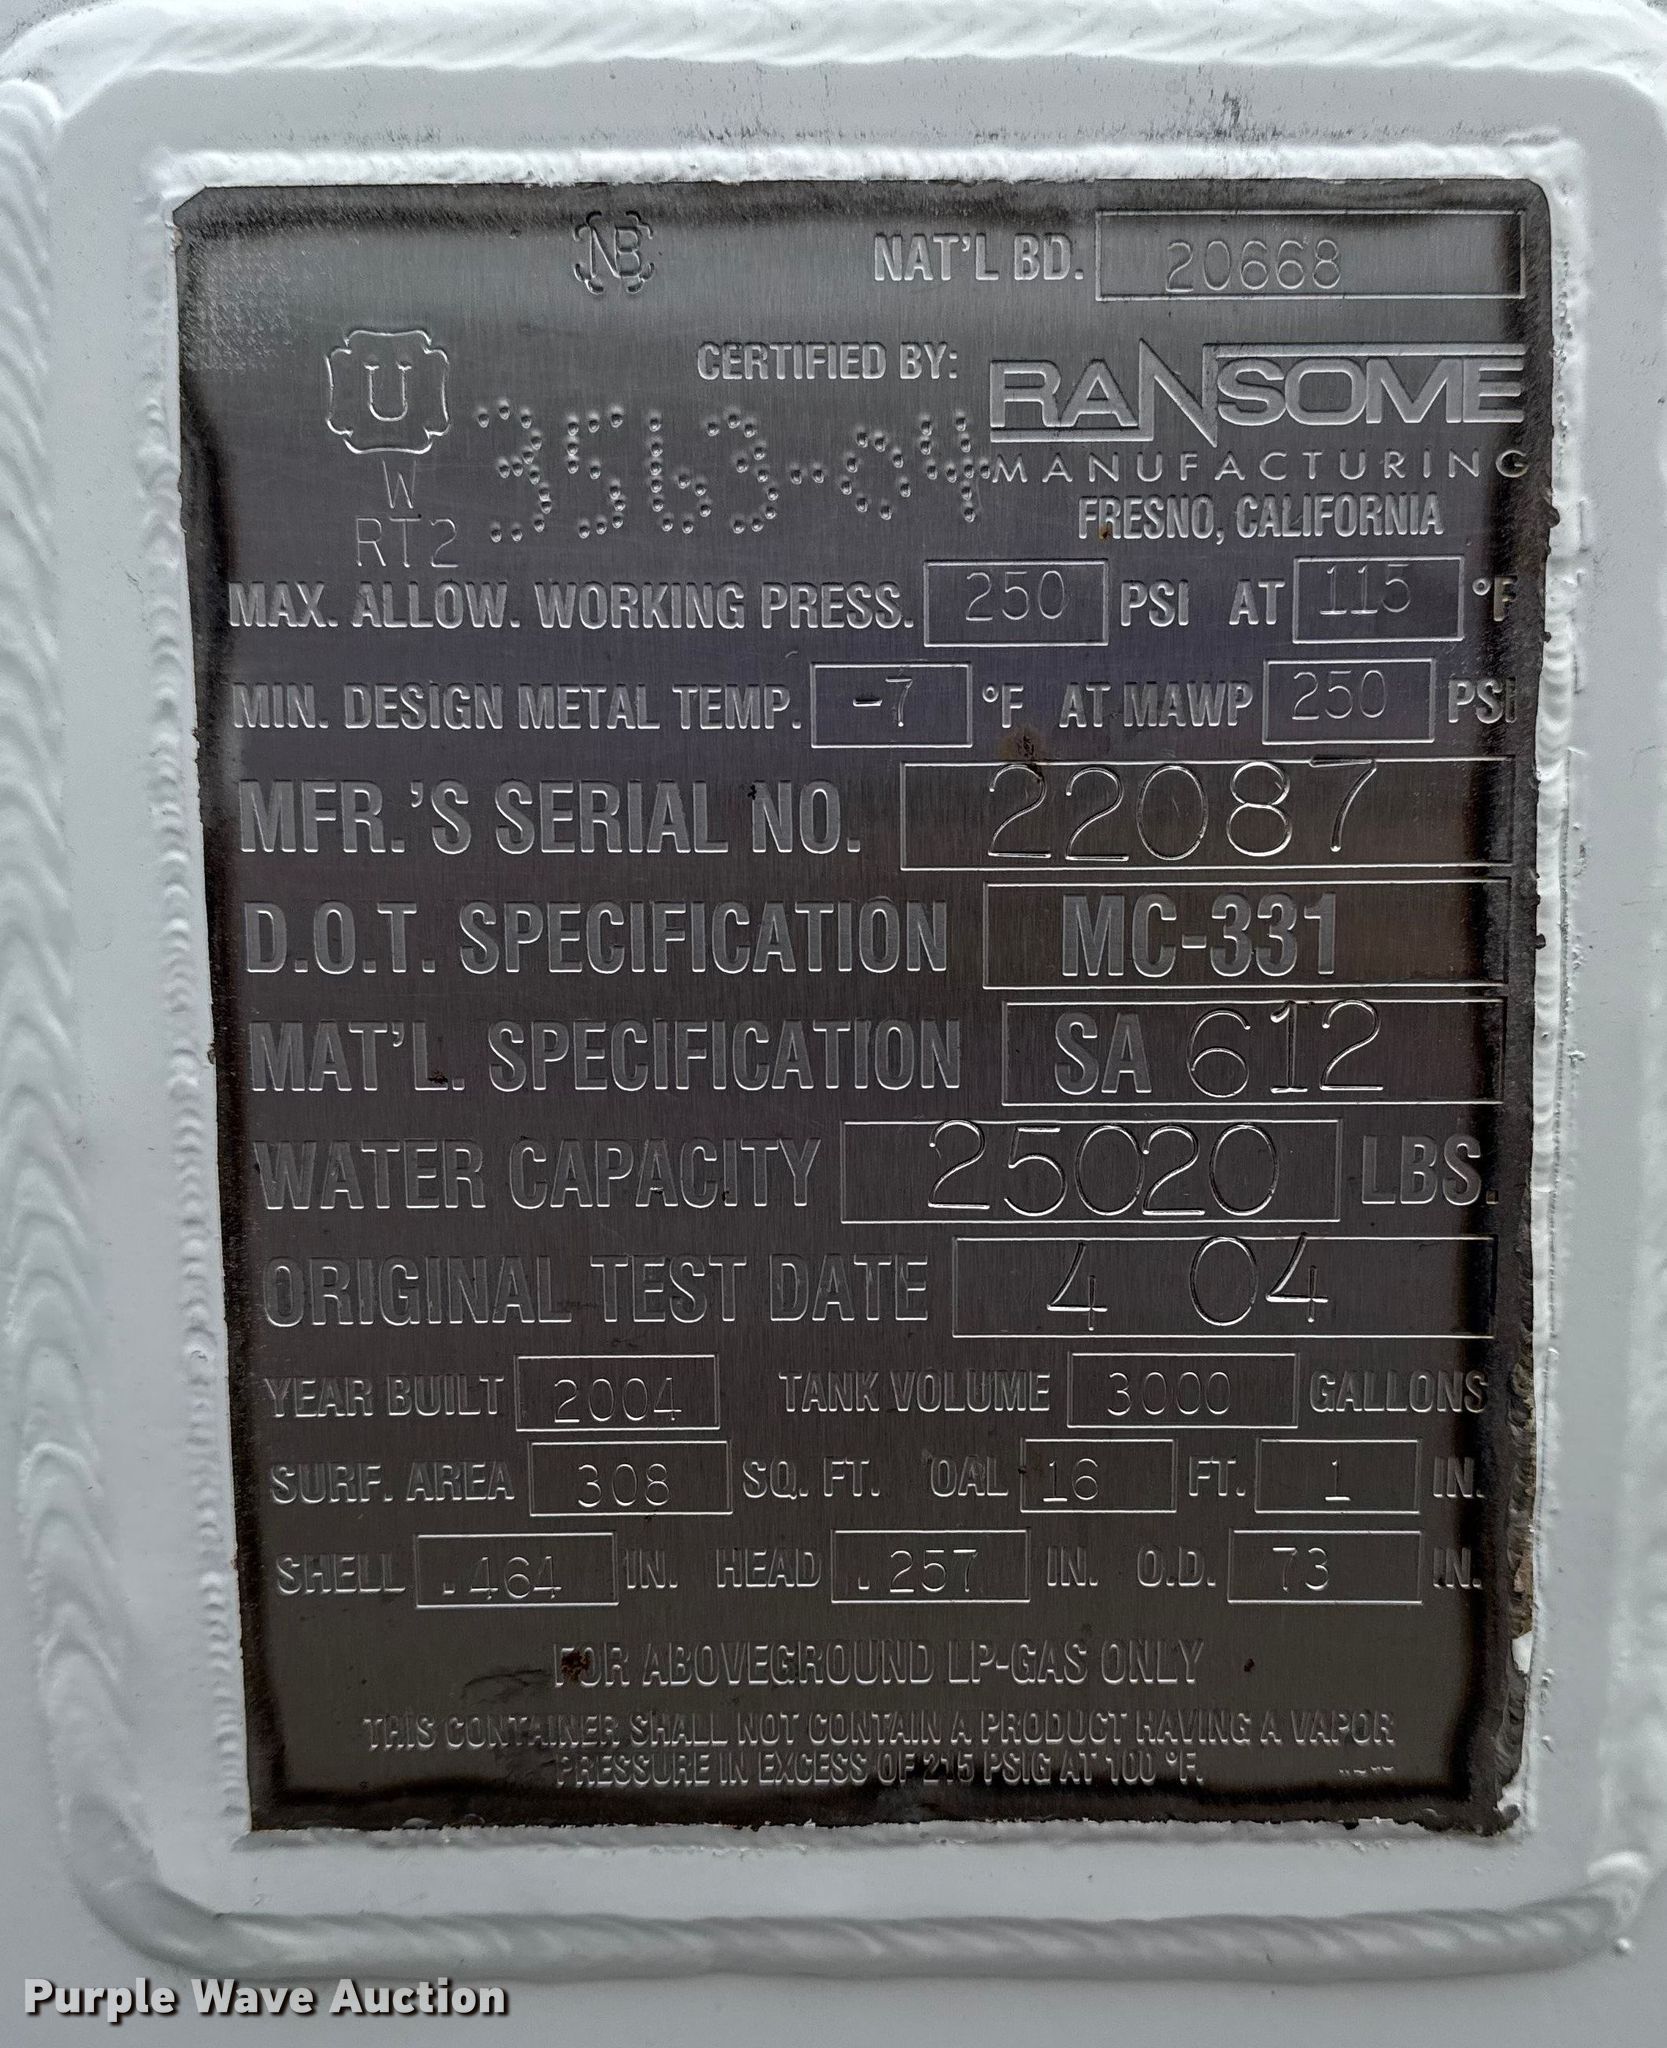 NB
NAT'L BD. 20668
U
CERTIFIED BY: RANSOME
MANUFACTURING
W
3563-04
RT2
FRESNO, CALIFORNIA
MAX. ALLOW. WORKING PRESS. 250 PSI AT 115 °F
MIN. DESIGN METAL TEMP. -7 °F AT MAWP 250 PSI
MFR.'S SERIAL NO. 22087
D.O.T. SPECIFICATION MC-331
MAT'L. SPECIFICATION SA 612
WATER CAPACITY 25020 LBS.
ORIGINAL TEST DATE 4 04
YEAR BUILT 2004 TANK VOLUME 3000 GALLONS
SURF. AREA 308 SQ. FT. OAL 16 FT. 1 IN.
SHELL .464 IN. HEAD .257 IN. O.D. 73 IN.
FOR ABOVEGROUND LP-GAS ONLY
THIS CONTAINER SHALL NOT CONTAIN A PRODUCT HAVING A VAPOR
PRESSURE IN EXCESS OF 215 PSIG AT 100 °F.
Purple Wave Auction